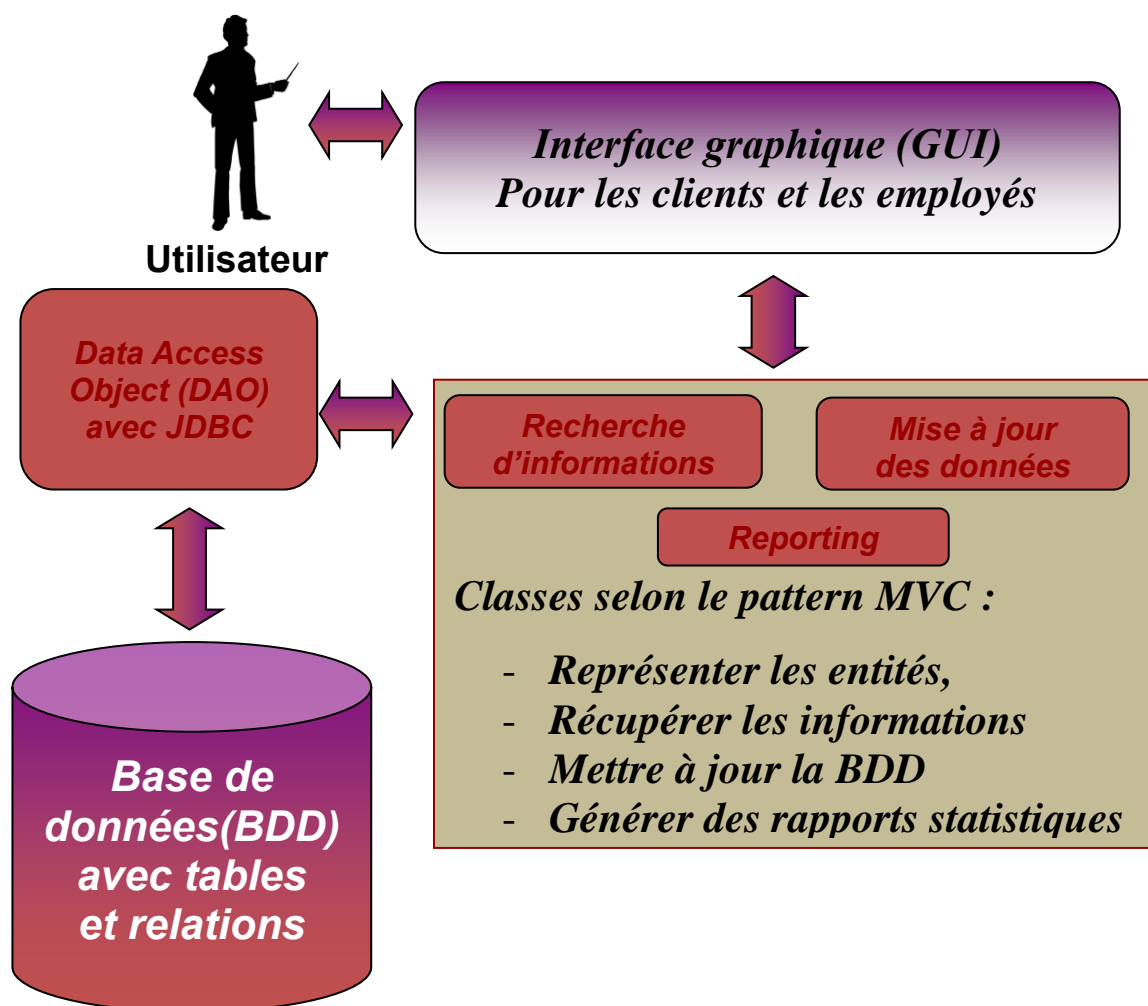 Interface graphique (GUI)
Pour les clients et les employés
Utilisateur
Data Access
Object (DAO)
avec JDBC
Recherche
d’informations
Mise à jour
des données
Reporting
Classes selon le pattern MVC :
- Représenter les entités,
- Récupérer les informations
- Mettre à jour la BDD
- Générer des rapports statistiques
Base de
données(BDD)
avec tables
et relations